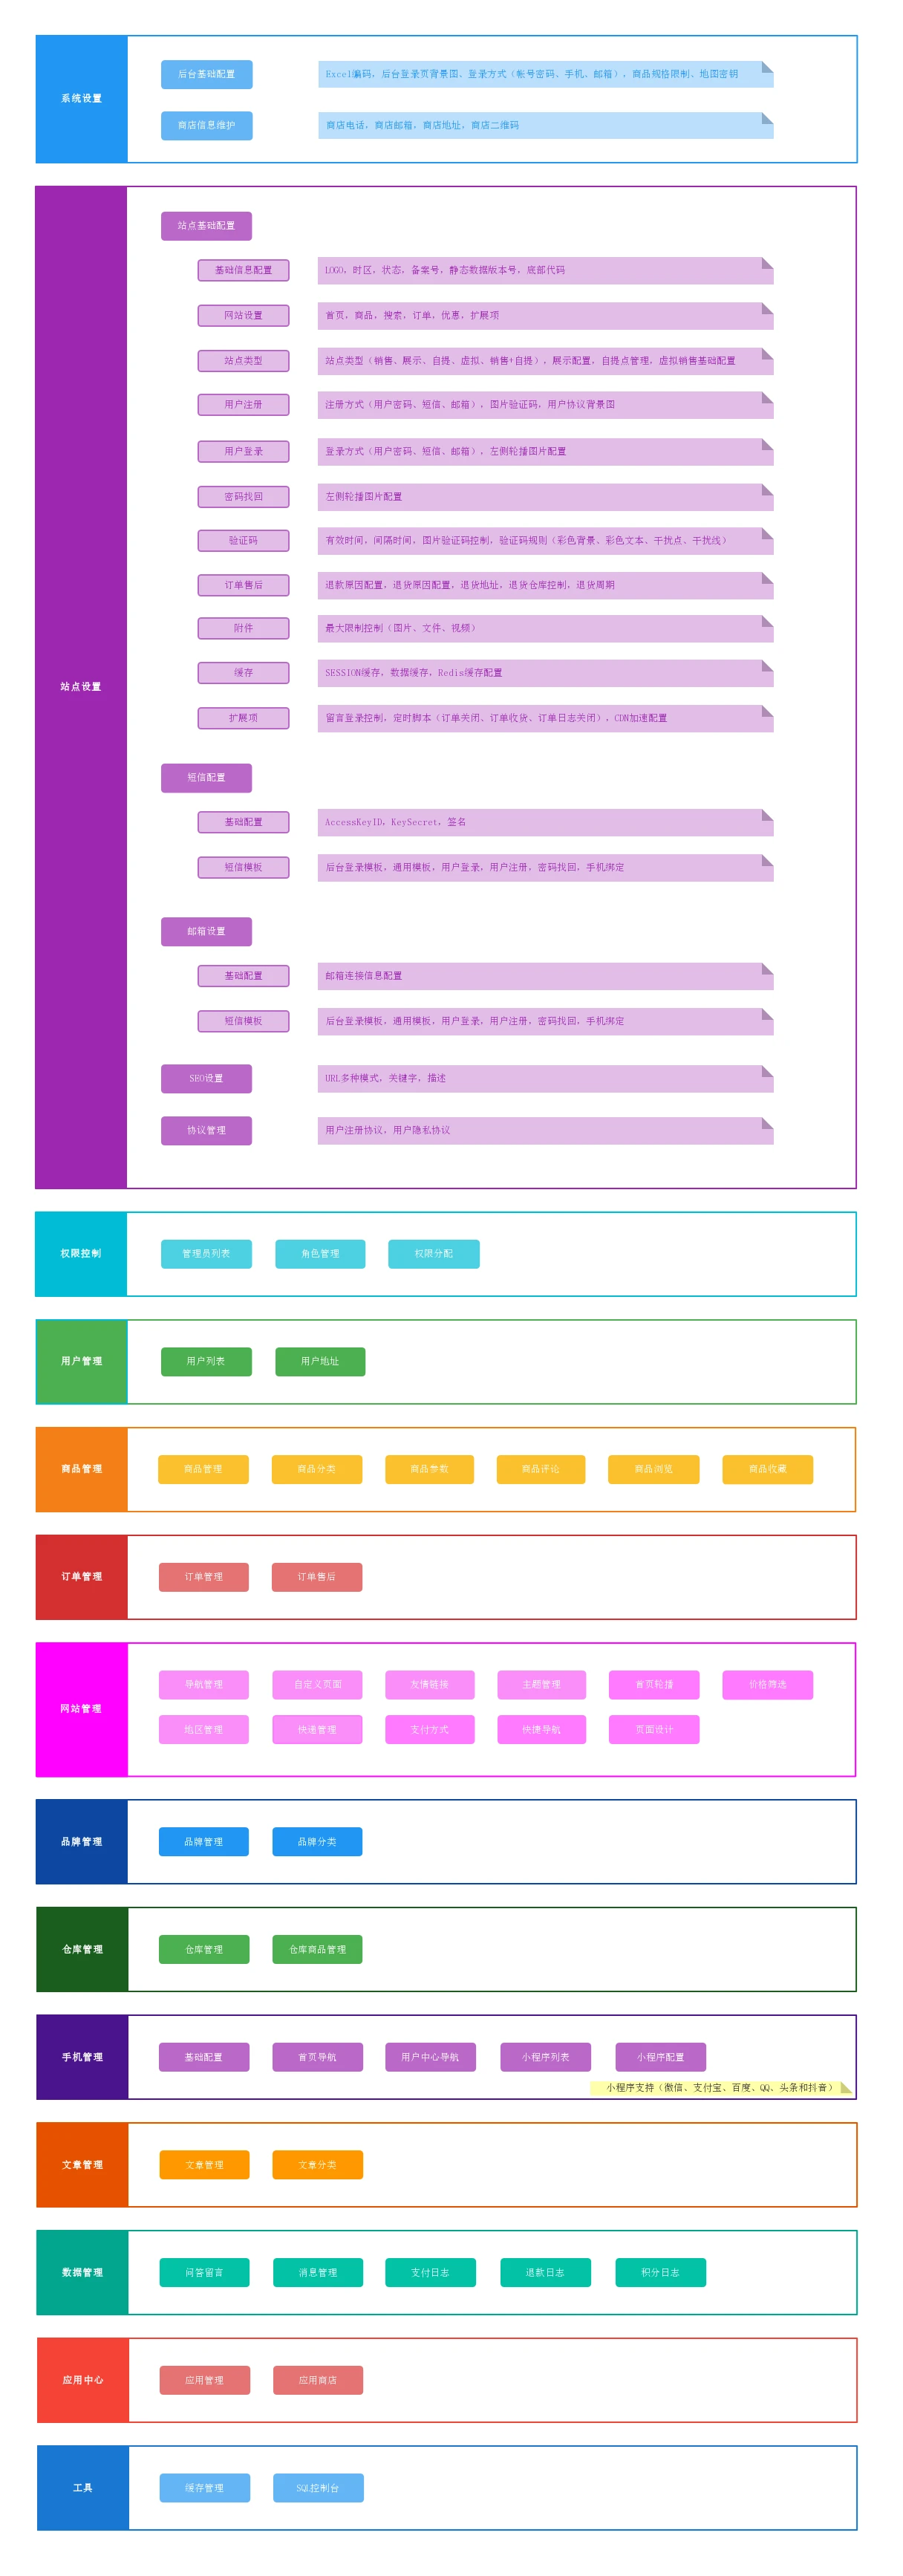 系统设置
后台基础配置
Excel编码，后台登录页背景图、登录方式（帐号密码、手机、邮箱），商品规格限制、地图密钥
商店信息维护
商店电话，商店邮箱，商店地址，商店二维码
站点设置
站点基础配置
基础信息配置
LOGO，时区，状态，备案号，静态数据版本号，底部代码
网站设置
首页，商品，搜索，订单，优惠，扩展项
站点类型
站点类型（销售、展示、自提、虚拟、销售+自提），展示配置，自提点管理，虚拟销售基础配置
用户注册
注册方式（用户密码、短信、邮箱），图片验证码，用户协议背景图
用户登录
登录方式（用户密码、短信、邮箱），左侧轮播图片配置
密码找回
左侧轮播图片配置
验证码
有效时间，间隔时间，图片验证码控制，验证码规则（彩色背景、彩色文本、干扰点、干扰线）
订单售后
退款原因配置，退货原因配置，退货地址，退货仓库控制，退货周期
附件
最大限制控制（图片、文件、视频）
缓存
SESSION缓存，数据缓存，Redis缓存配置
扩展项
留言登录控制，定时脚本（订单关闭、订单收货、订单日志关闭），CDN加速配置
短信配置
基础配置
AccessKeyID，KeySecret，签名
短信模板
后台登录模板，通用模板，用户登录，用户注册，密码找回，手机绑定
邮箱设置
基础配置
邮箱连接信息配置
短信模板
后台登录模板，通用模板，用户登录，用户注册，密码找回，手机绑定
SEO设置
URL多种模式，关键字，描述
协议管理
用户注册协议，用户隐私协议
权限控制
管理员列表
角色管理
权限分配
用户管理
用户列表
用户地址
商品管理
商品管理
商品分类
商品参数
商品评论
商品浏览
商品收藏
订单管理
订单管理
订单售后
网站管理
导航管理
自定义页面
友情链接
主题管理
首页轮播
价格筛选
地区管理
快递管理
支付方式
快捷导航
页面设计
品牌管理
品牌管理
品牌分类
仓库管理
仓库管理
仓库商品管理
手机管理
基础配置
首页导航
用户中心导航
小程序列表
小程序配置
小程序支持（微信、支付宝、百度、QQ、头条和抖音）
文章管理
文章管理
文章分类
数据管理
问答留言
消息管理
支付日志
退款日志
积分日志
应用中心
应用管理
应用商店
工具
缓存管理
SQL控制台